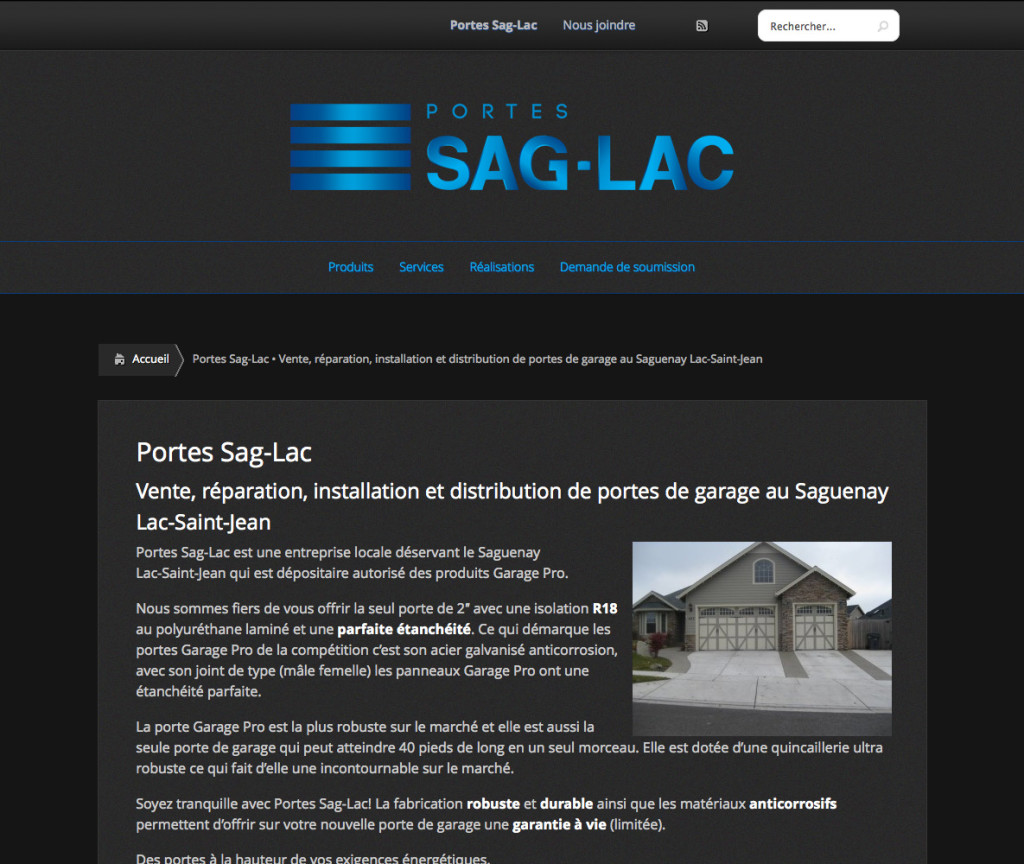 Portes Sag-Lac
Nous joindre
Rechercher...
PORTES
SAG-LAC
Produits
Services
Réalisations
Demande de soumission
Accueil
Portes Sag-Lac • Vente, réparation, installation et distribution de portes de garage au Saguenay Lac-Saint-Jean
Portes Sag-Lac
Vente, réparation, installation et distribution de portes de garage au Saguenay
Lac-Saint-Jean
Portes Sag-Lac est une entreprise locale déservant le Saguenay
Lac-Saint-Jean qui est dépositaire autorisé des produits Garage Pro.
Nous sommes fiers de vous offrir la seul porte de 2″ avec une isolation R18
au polyuréthane laminé et une parfaite étanchéité. Ce qui démarque les
portes Garage Pro de la compétition c’est son acier galvanisé anticorrosion,
avec son joint de type (mâle femelle) les panneaux Garage Pro ont une
étanchéité parfaite.
La porte Garage Pro est la plus robuste sur le marché et elle est aussi la
seule porte de garage qui peut atteindre 40 pieds de long en un seul morceau. Elle est dotée d’une quincaillerie ultra
robuste ce qui fait d’elle une incontournable sur le marché.
Soyez tranquille avec Portes Sag-Lac! La fabrication robuste et durable ainsi que les matériaux anticorrosifs
permettent d’offrir sur votre nouvelle porte de garage une garantie à vie (limitée).
Des portes à la hauteur de vos exigences énergétiques.